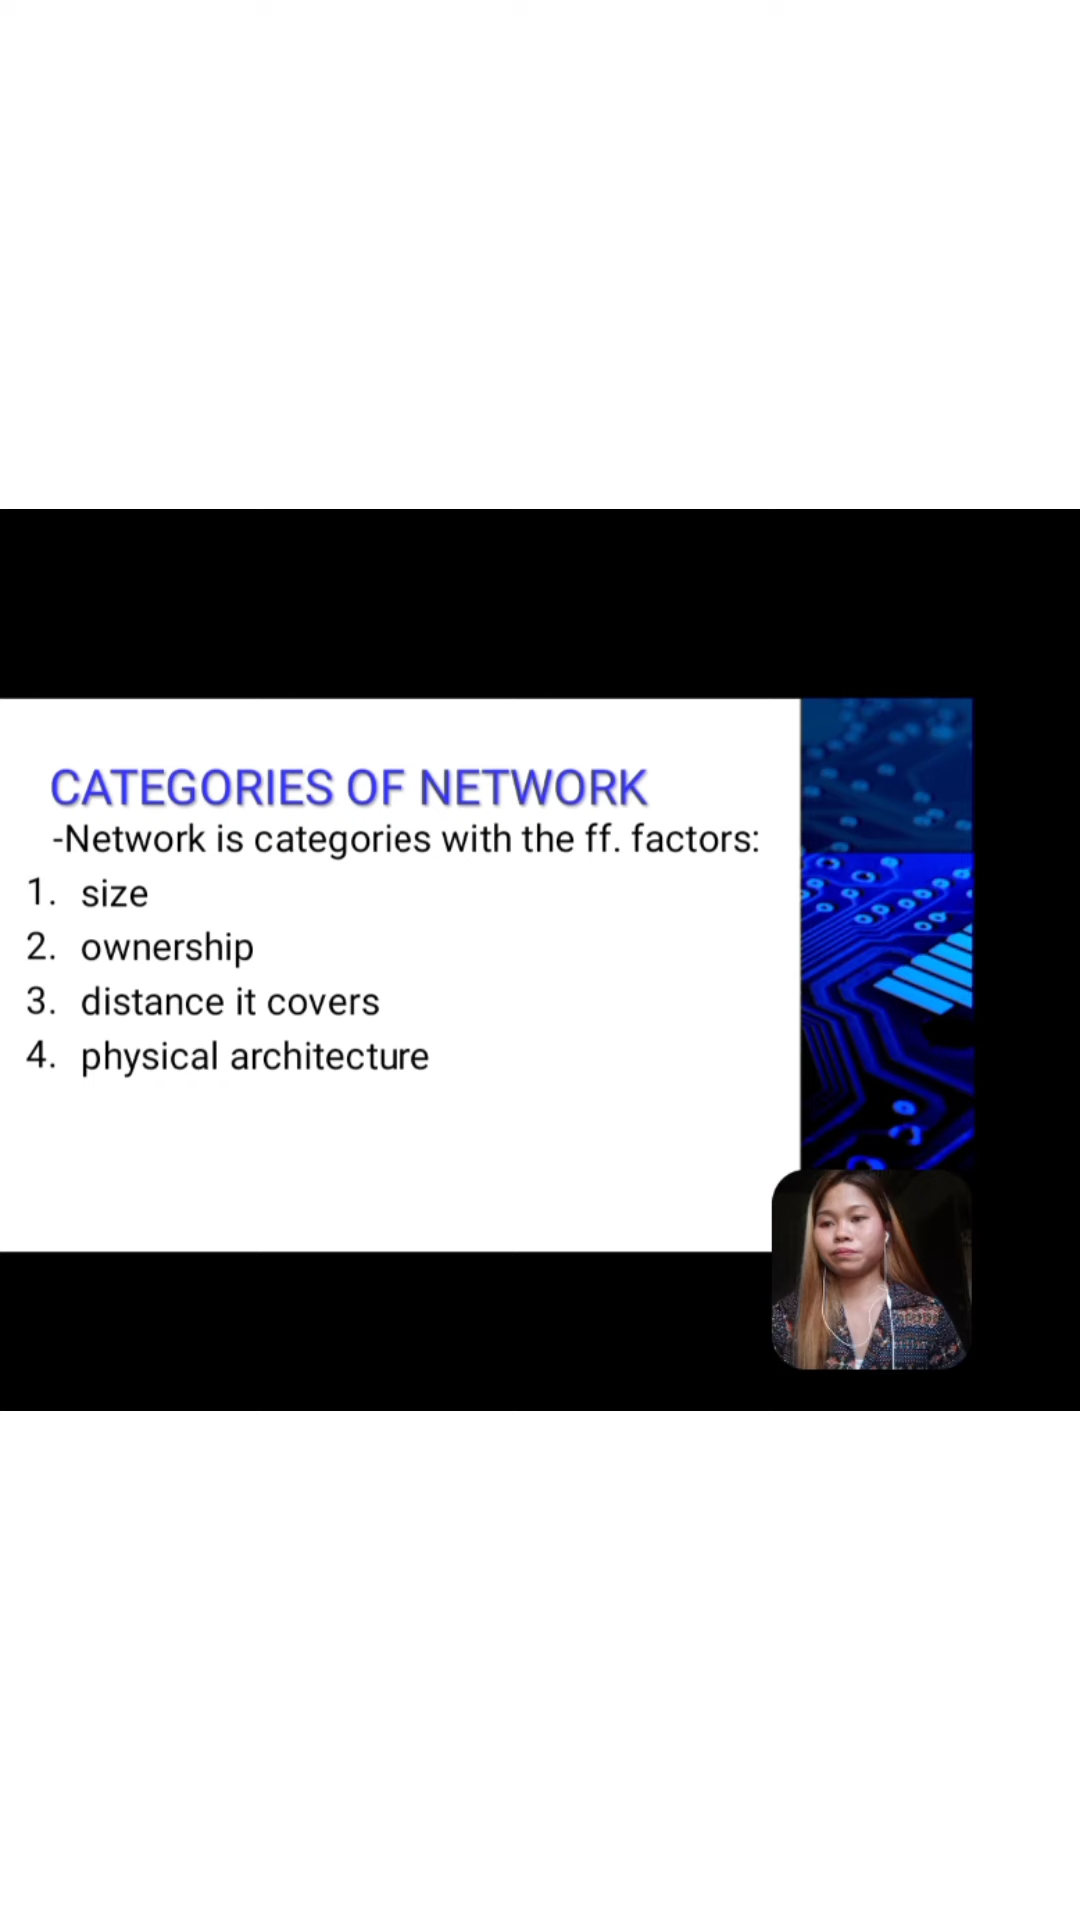 CATEGORIES OF NETWORK
-Network is categories with the ff. factors:
1. size
2. ownership
3. distance it covers
4. physical architecture